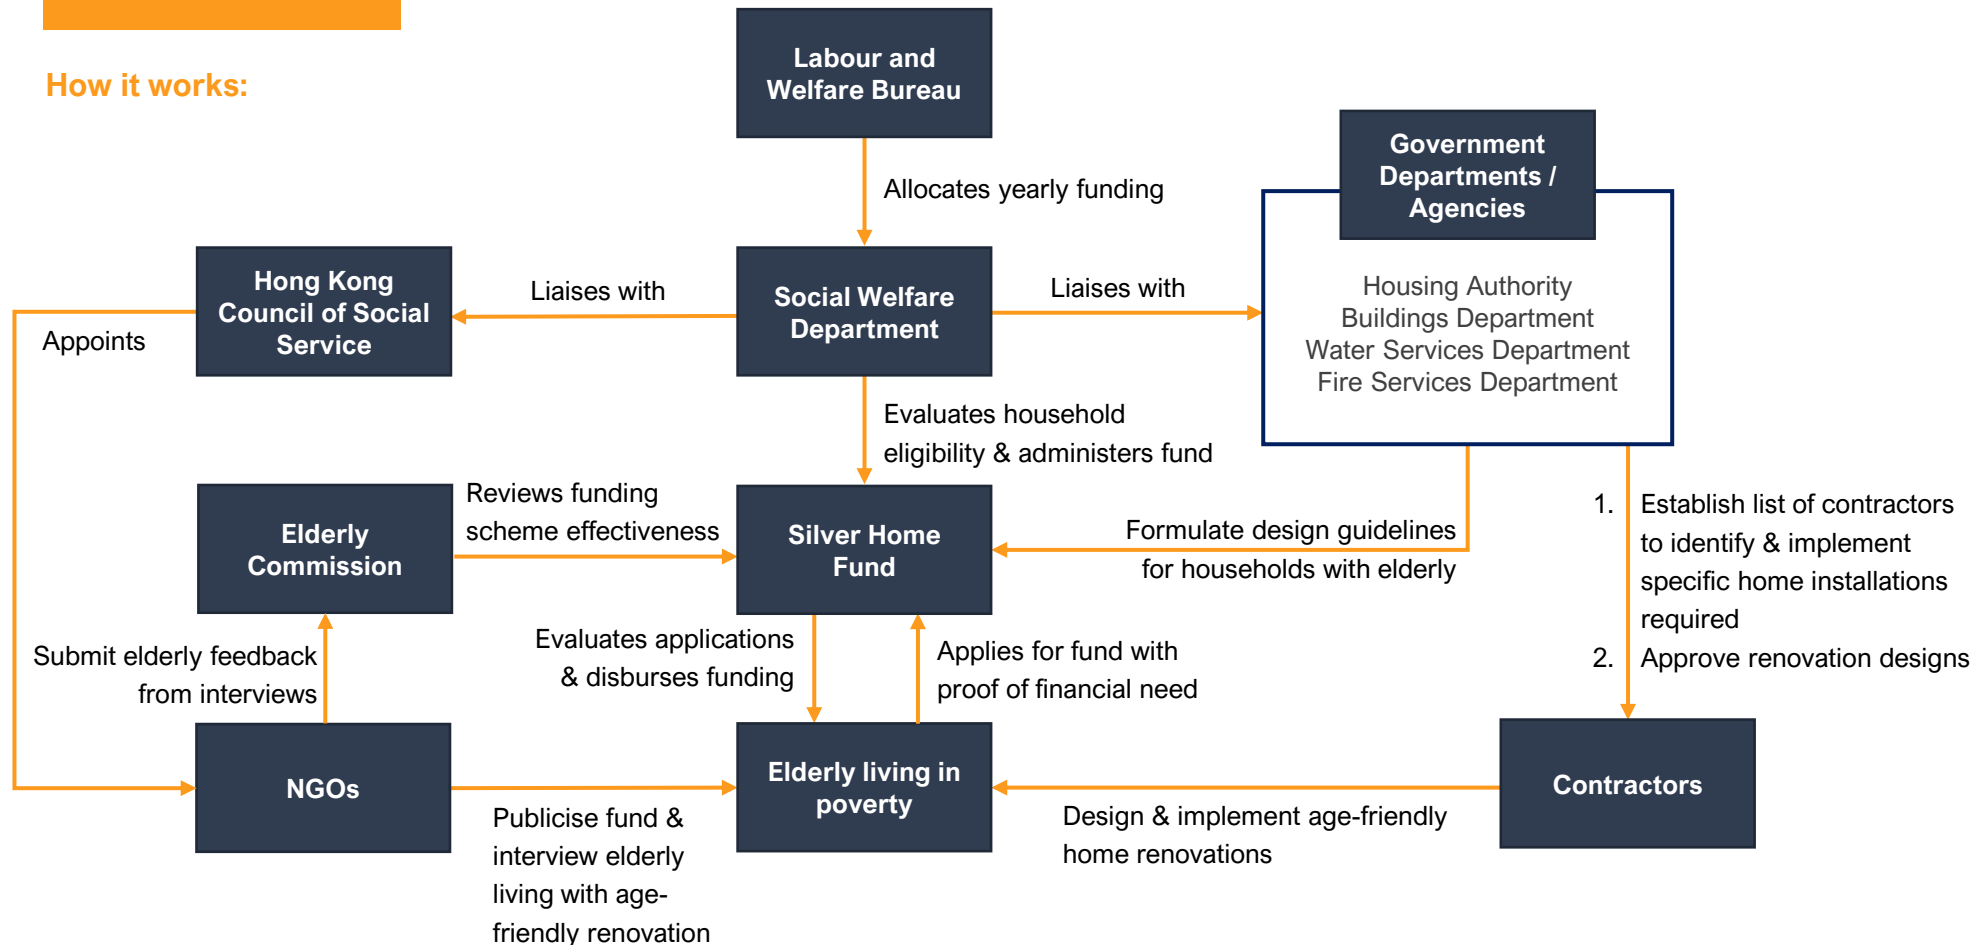 How it works:
Labour and
Welfare Bureau
Allocates yearly funding
Government
Departments /
Agencies
Housing Authority
Buildings Department
Water Services Department
Fire Services Department
Hong Kong
Council of Social
Service
Liaises with
Social Welfare
Department
Liaises with
Appoints
Evaluates household
eligibility & administers fund
Elderly
Commission
Reviews funding
scheme effectiveness
Silver Home
Fund
Formulate design guidelines
for households with elderly
1. Establish list of contractors
to identify & implement
specific home installations
required
2. Approve renovation designs
Submit elderly feedback
from interviews
Evaluates applications
& disburses funding
Applies for fund with
proof of financial need
NGOs
Publicise fund &
interview elderly
living with age-
friendly renovation
Elderly living in
poverty
Design & implement age-friendly
home renovations
Contractors